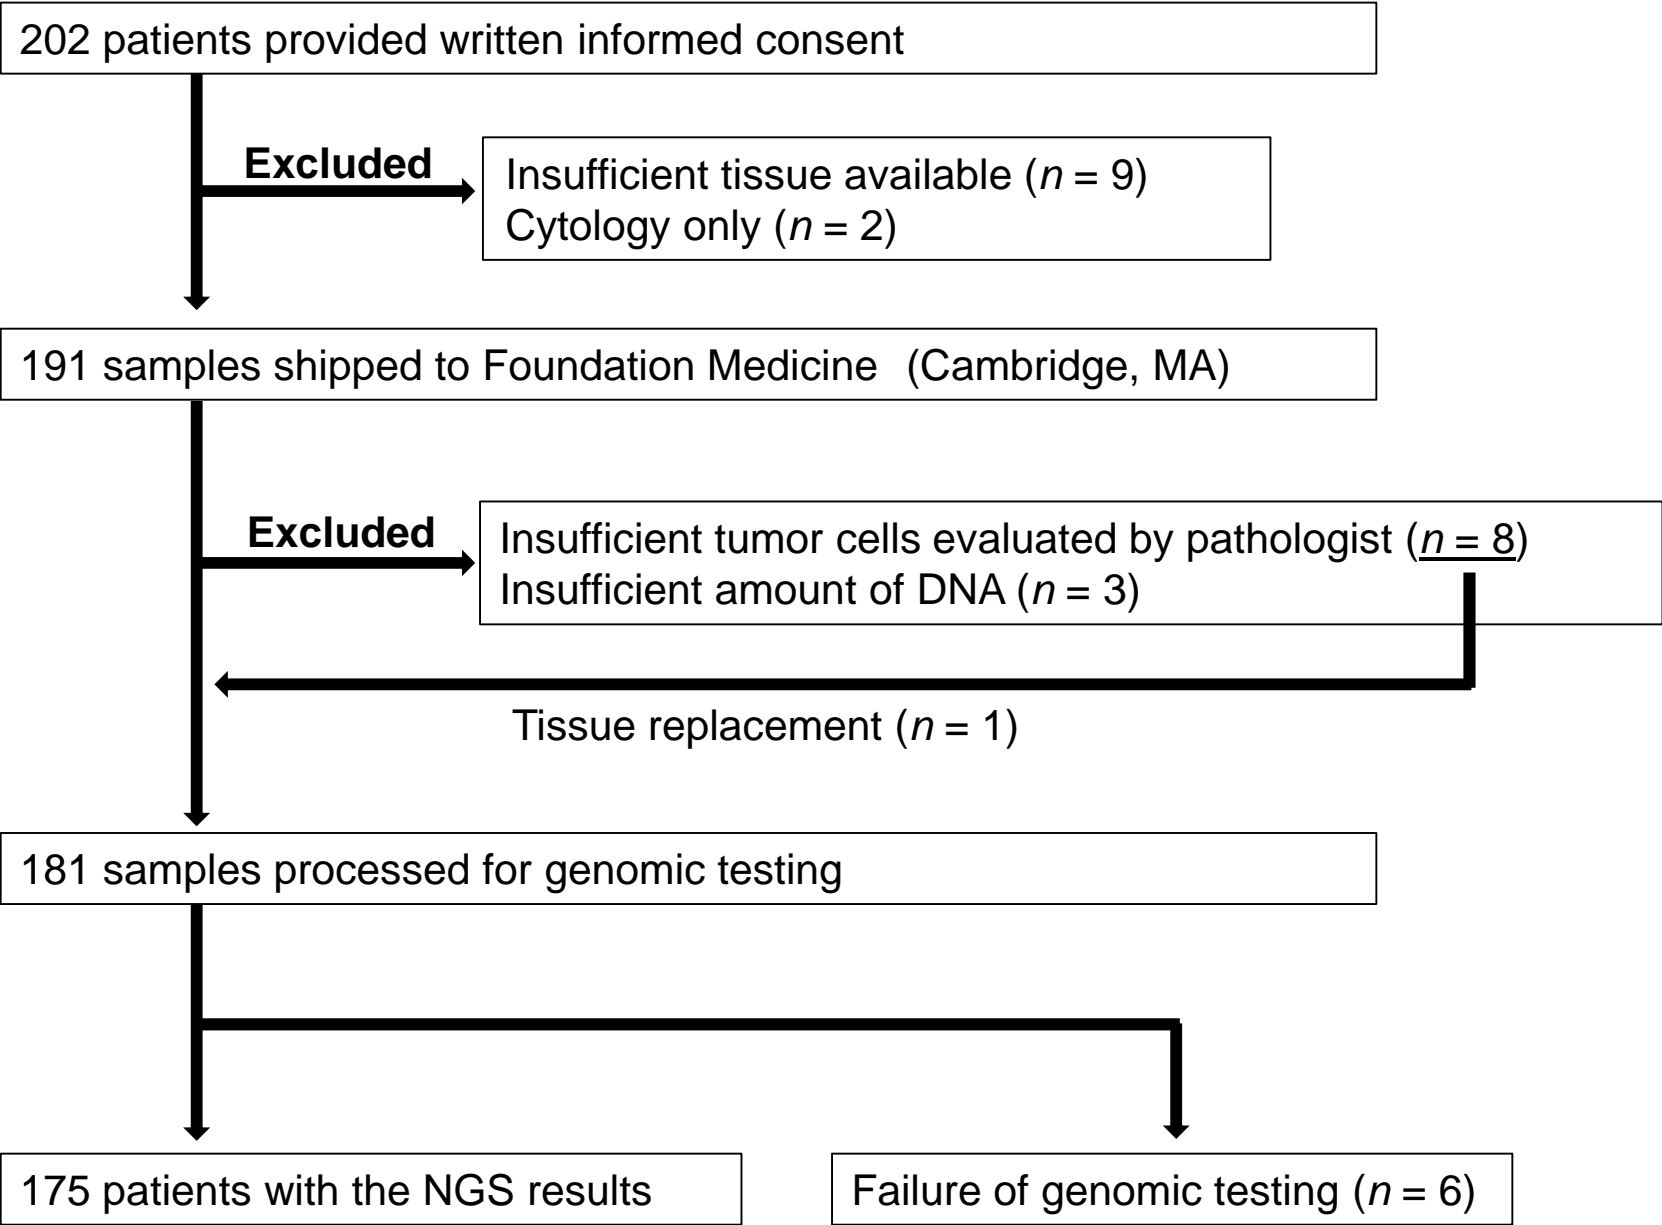 202 patients provided written informed consent
Excluded
Insufficient tissue available (n = 9)
Cytology only (n = 2)
191 samples shipped to Foundation Medicine (Cambridge, MA)
Excluded
Insufficient tumor cells evaluated by pathologist (n = 8)
Insufficient amount of DNA (n = 3)
Tissue replacement (n = 1)
181 samples processed for genomic testing
175 patients with the NGS results
Failure of genomic testing (n = 6)